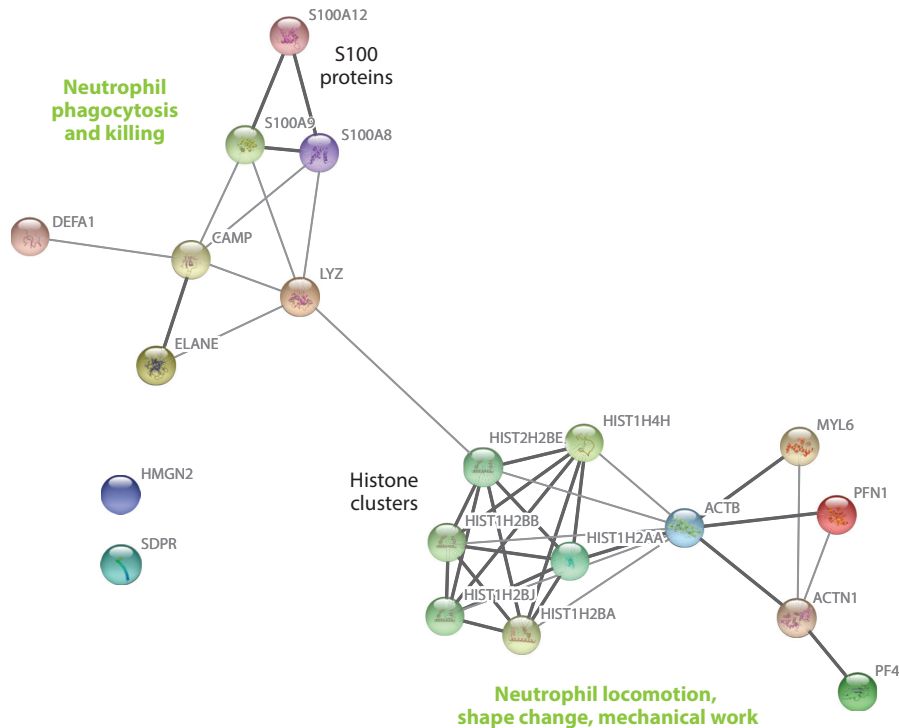 S100A12
S100
proteins
Neutrophil
phagocytosis
and killing
S100A9
S100A8
DEFA1
CAMP
LYZ
ELANE
HIST1H4H
MYL6
HIST2H2BE
HMGN2
Histone
clusters
PFN1
ACTB
HIST1H2BB
HIST1H2AA
SDPR
HIST1H2BJ
ACTN1
HIST1H2BA
PF4
Neutrophil locomotion,
shape change, mechanical work